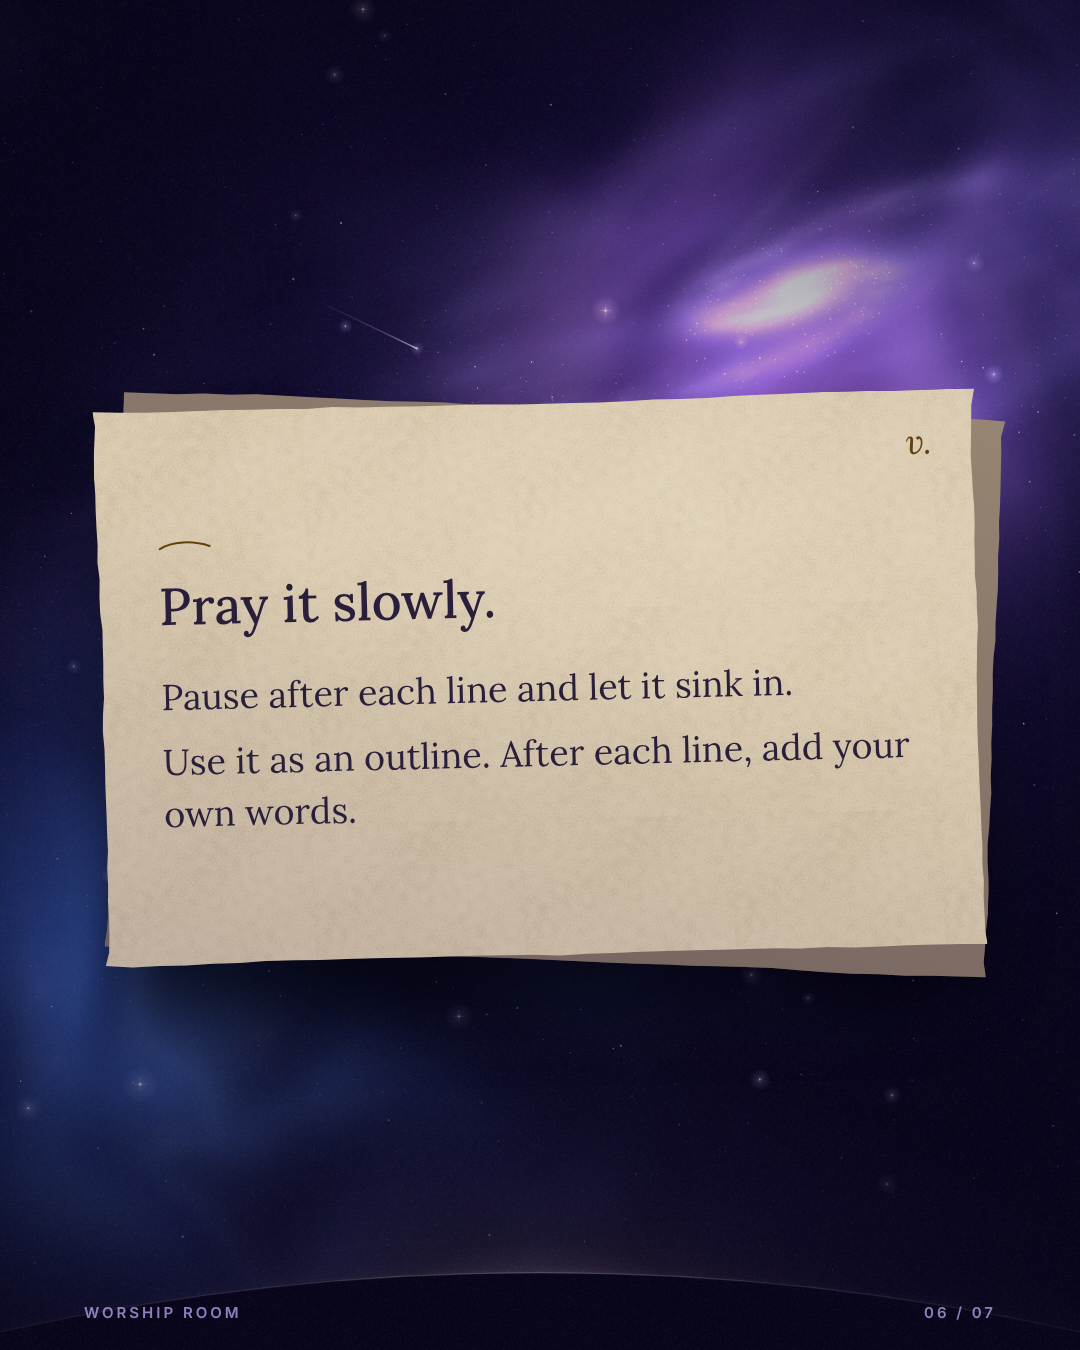 v.
Pray it slowly.
Pause after each line and let it sink in.
Use it as an outline. After each line, add your
own words.
WORSHIP ROOM
06 / 07